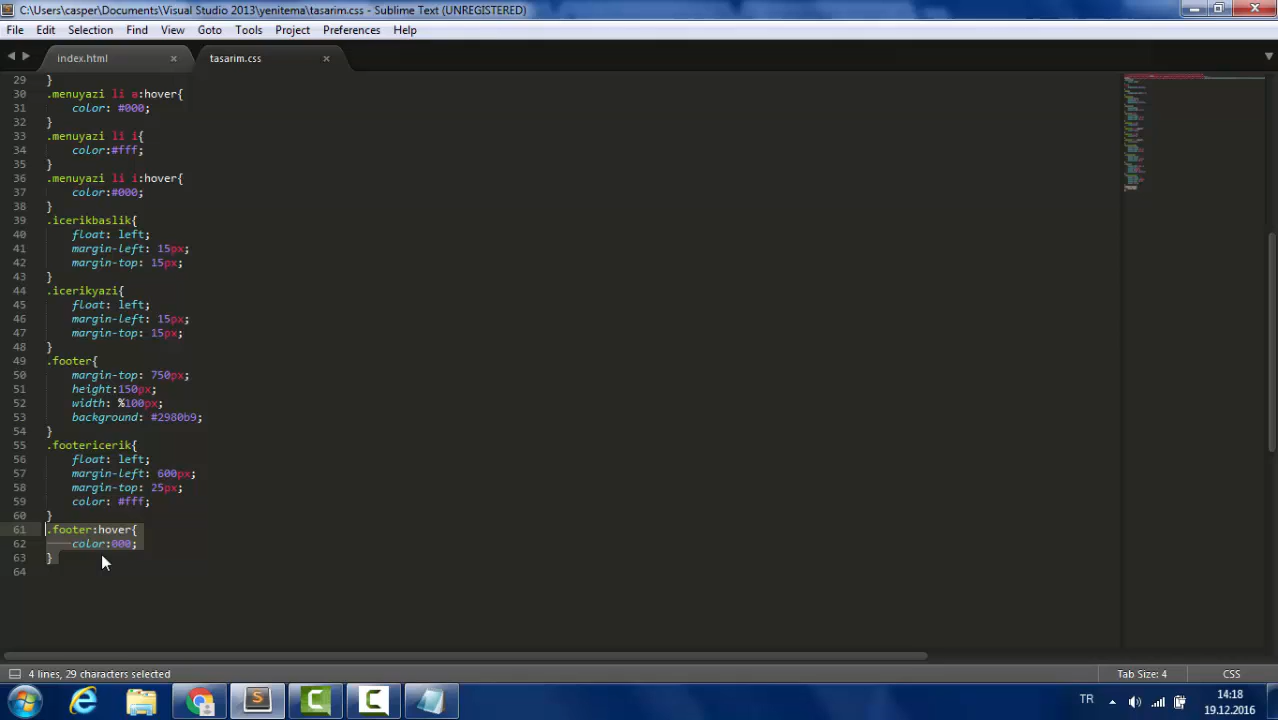 C:\Users\casper\Documents\Visual Studio 2013\yenitema\tasarim.css - Sublime Text (UNREGISTERED)
File Edit Selection Find View Goto Tools Project Preferences Help
index.html tasarim.css
29 }
30 .menuyazi li a:hover{
31 color: #000;
32 }
33 .menuyazi li i{
34 color:#fff;
35 }
36 .menuyazi li i:hover{
37 color:#000;
38 }
39 .icerikbaslik{
40 float: left;
41 margin-left: 15px;
42 margin-top: 15px;
43 }
44 .icerikyazi{
45 float: left;
46 margin-left: 15px;
47 margin-top: 15px;
48 }
49 .footer{
50 margin-top: 750px;
51 height:150px;
52 width: %100px;
53 background: #2980b9;
54 }
55 .footericerik{
56 float: left;
57 margin-left: 600px;
58 margin-top: 25px;
59 color: #fff;
60 }
61 .footer:hover{
62 color:000;
63 }
64
4 lines, 29 characters selected Tab Size: 4 CSS
TR 14:18
19.12.2016